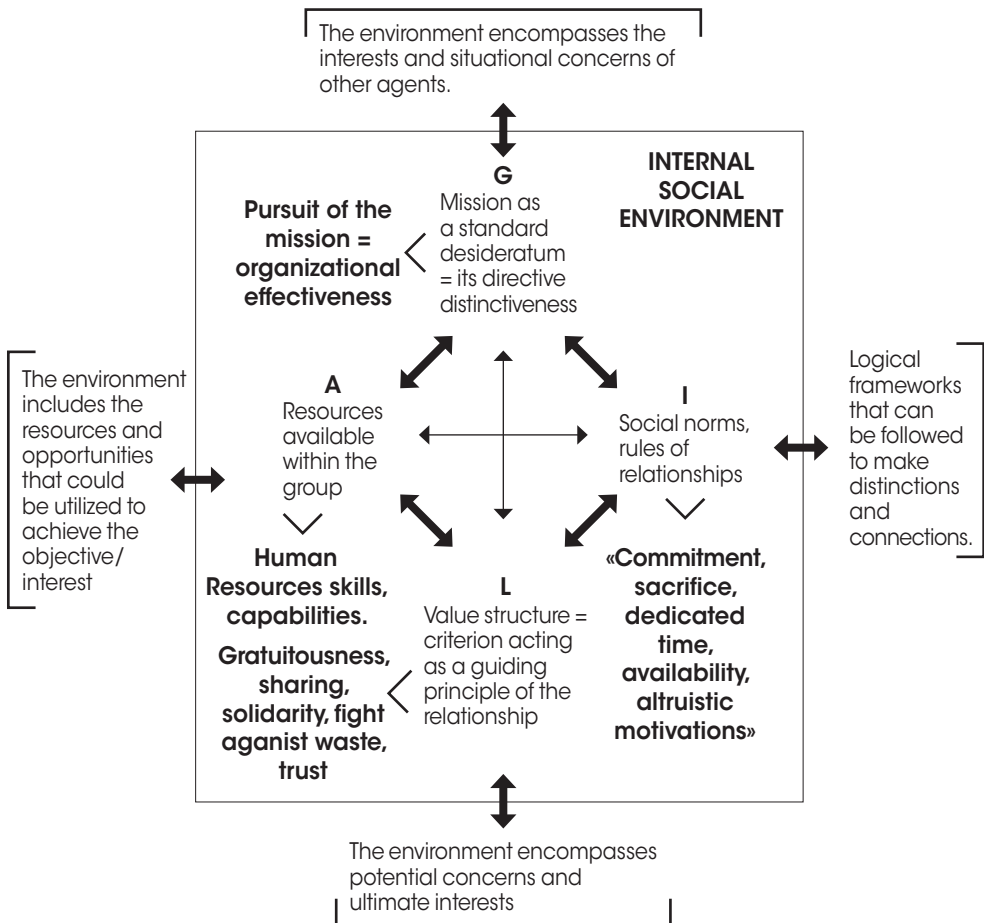 The environment encompasses the
interests and situational concerns of
other agents.
INTERNAL
SOCIAL
ENVIRONMENT
G
Mission as
a standard
desideratum
= its directive
distinctiveness
Pursuit of the
mission =
organizational
effectiveness
The environment
includes the
resources and
opportunities
that could
be utilized to
achieve the
objective/
interest
A
Resources
available
within the
group
I
Social norms,
rules of
relationships
Logical
frameworks
that can
be followed
to make
distinctions
and
connections.
Human
Resources skills,
capabilities.
Gratuitousness,
sharing,
solidarity, fight
aganist waste,
trust
L
Value structure =
criterion acting
as a guiding
principle of the
relationship
«Commitment,
sacrifice,
dedicated
time,
availability,
altruistic
motivations»
The environment encompasses
potential concerns and
ultimate interests